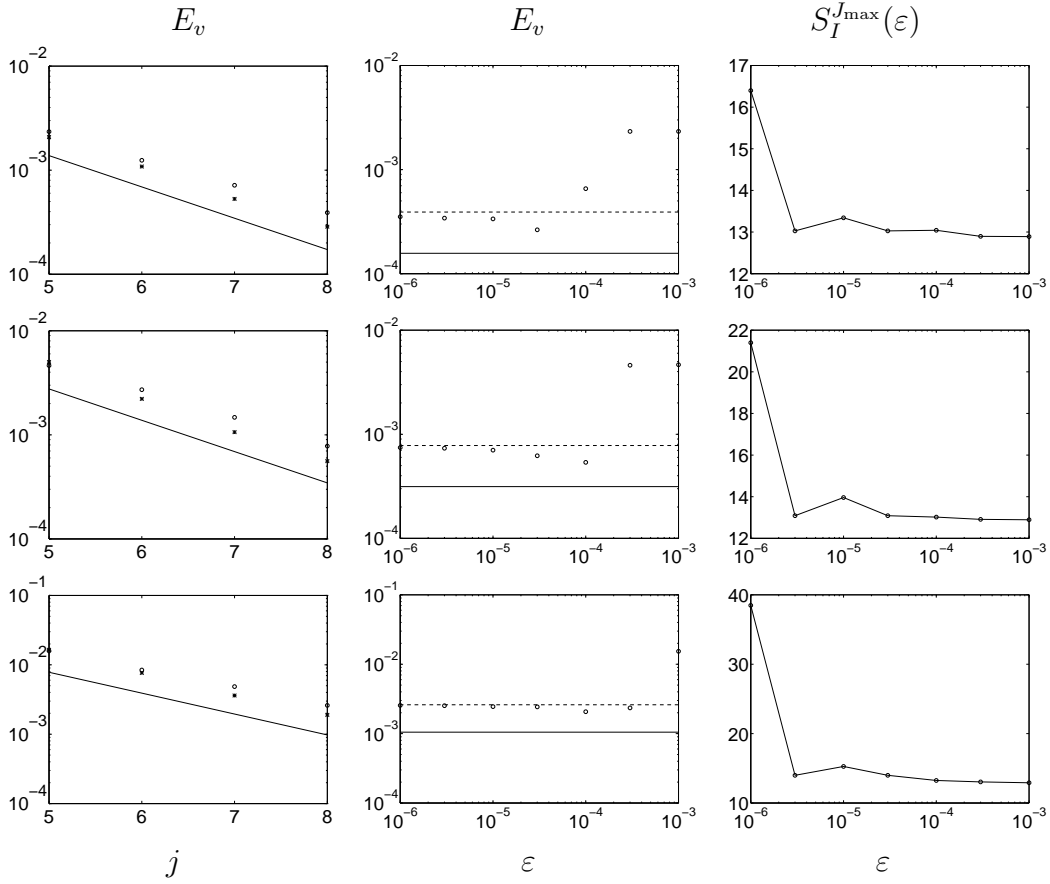 $E_v$ $E_v$ $S_I^{J_{\max}}(\varepsilon)$
10^{-2} 10^{-2} 17
16
10^{-3} 10^{-3} 15
14
13
10^{-4} 10^{-4} 12
5 6 7 8 10^{-6} 10^{-5} 10^{-4} 10^{-3} 10^{-6} 10^{-5} 10^{-4} 10^{-3}
10^{-2} 10^{-2} 22
20
10^{-3} 10^{-3} 18
16
14
10^{-4} 10^{-4} 12
5 6 7 8 10^{-6} 10^{-5} 10^{-4} 10^{-3} 10^{-6} 10^{-5} 10^{-4} 10^{-3}
10^{-1} 10^{-1} 40
10^{-2} 10^{-2} 30
10^{-3} 10^{-3} 20
10^{-4} 10^{-4} 10
5 6 7 8 10^{-6} 10^{-5} 10^{-4} 10^{-3} 10^{-6} 10^{-5} 10^{-4} 10^{-3}
$j$ $\varepsilon$ $\varepsilon$